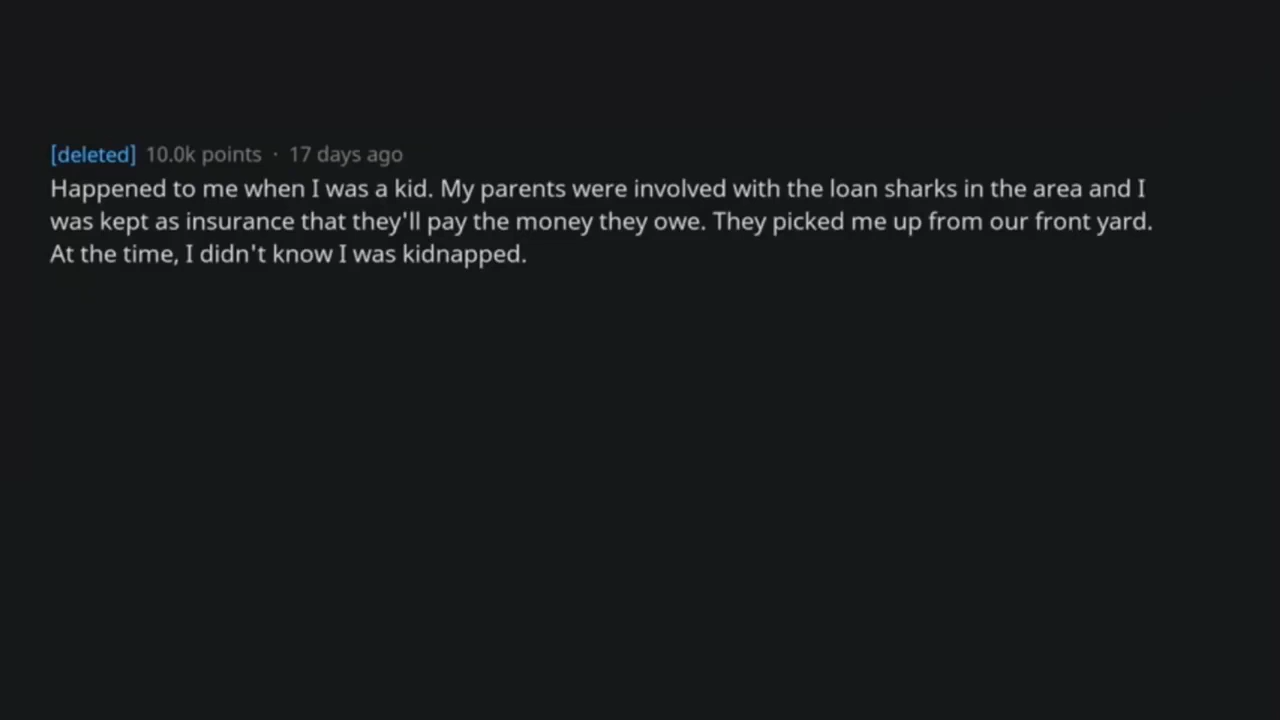 [deleted] 10.0k points · 17 days ago
Happened to me when I was a kid. My parents were involved with the loan sharks in the area and I
was kept as insurance that they'll pay the money they owe. They picked me up from our front yard.
At the time, I didn't know I was kidnapped.